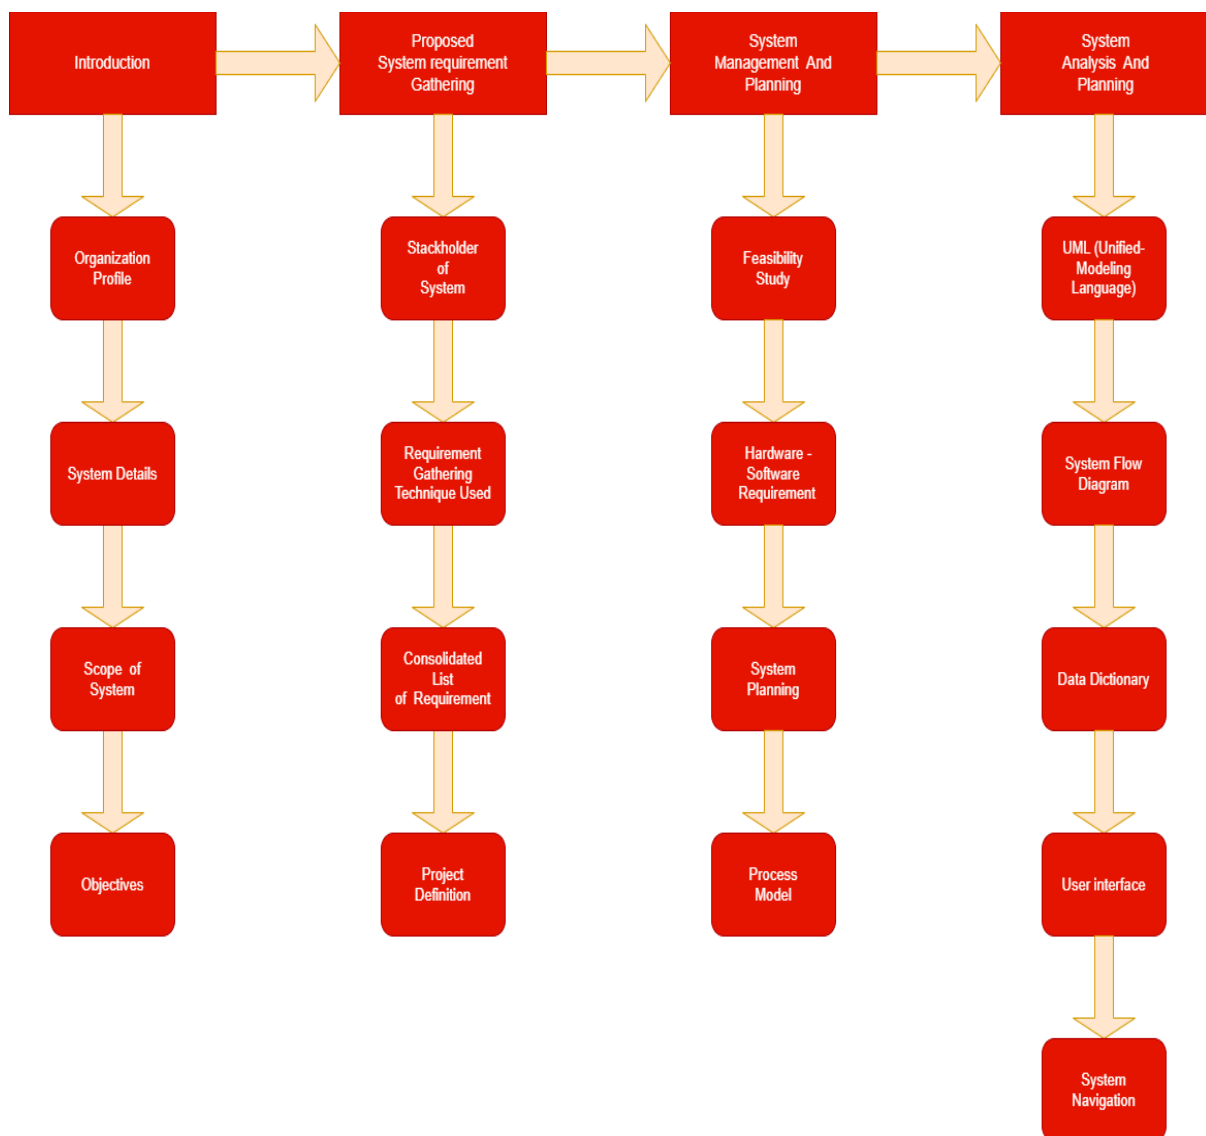 Introduction
Proposed
System requirement
Gathering
System
Management And
Planning
System
Analysis And
Planning
Organization
Profile
Stackholder
of
System
Feasibility
Study
UML (Unified-
Modeling
Language)
System Details
Requirement
Gathering
Technique Used
Hardware -
Software
Requirement
System Flow
Diagram
Scope of
System
Consolidated
List
of Requirement
System
Planning
Data Dictionary
Objectives
Project
Definition
Process
Model
User interface
System
Navigation